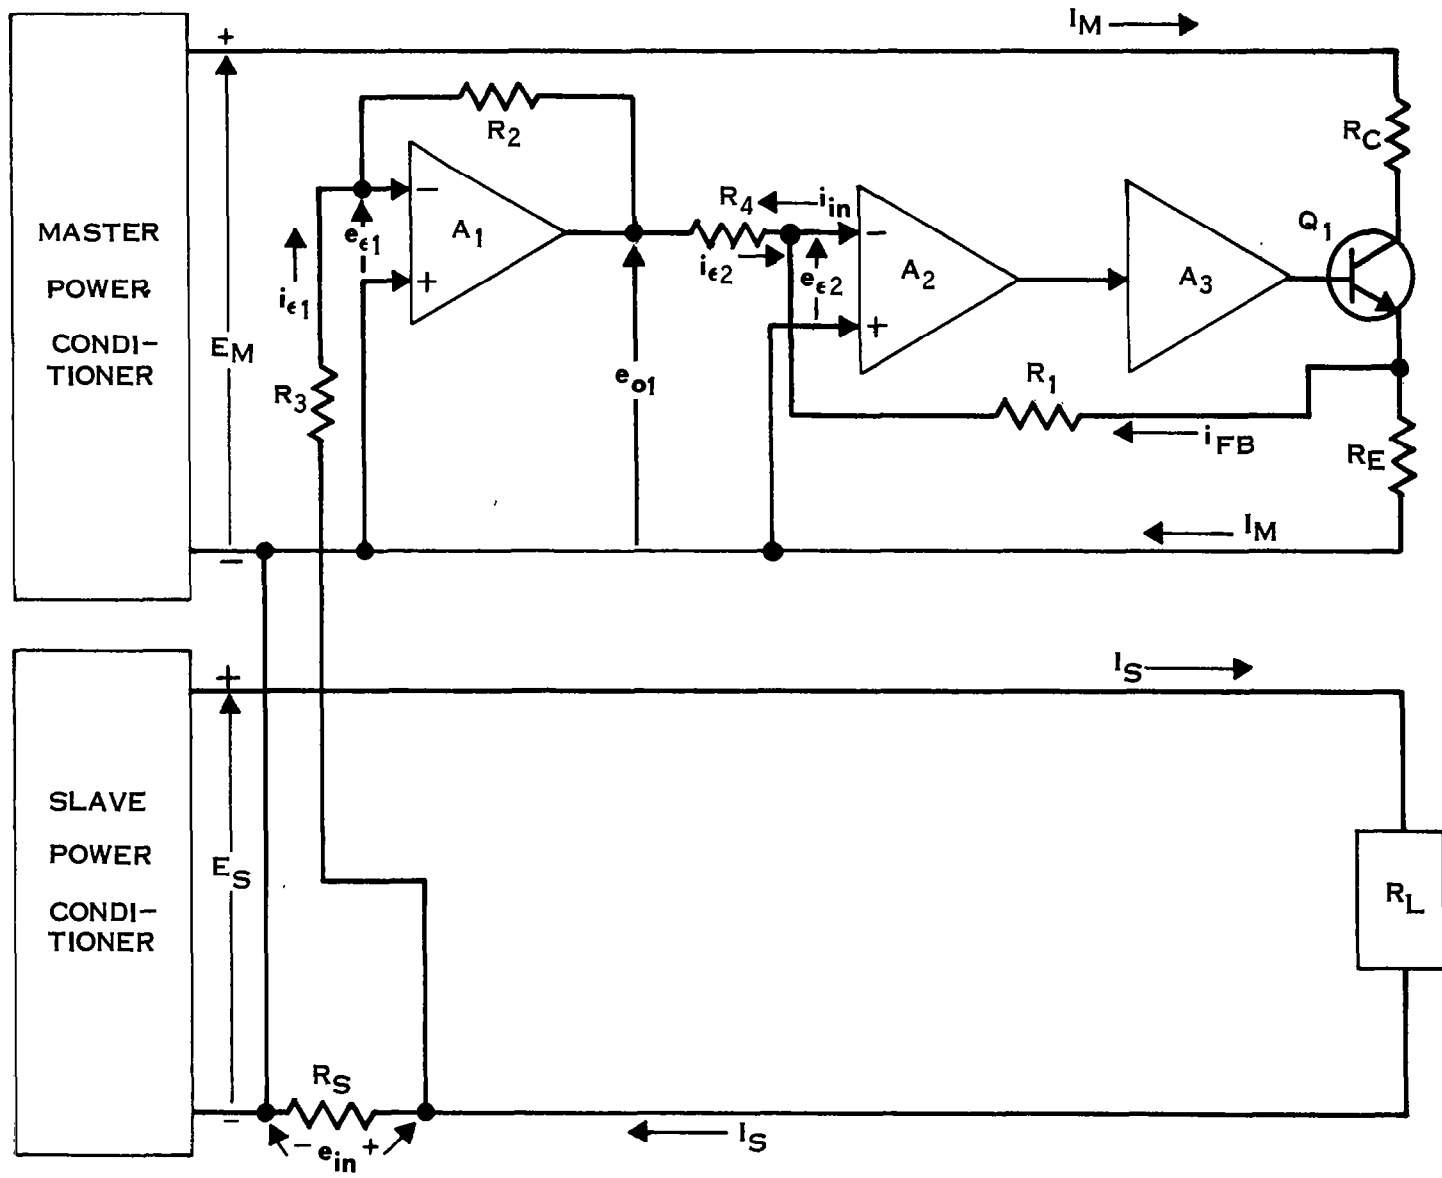 MASTER
POWER
CONDI-
TIONER
+
E_M
−
I_M
R_2
−
e_ϵ1
A_1
+
i_ϵ1
R_3
e_o1
R_4
i_in
i_ϵ2
e_ϵ2
−
A_2
+
A_3
R_1
i_FB
Q_1
R_C
R_E
I_M
SLAVE
POWER
CONDI-
TIONER
+
E_S
−
I_S
R_L
R_S
− e_in +
I_S